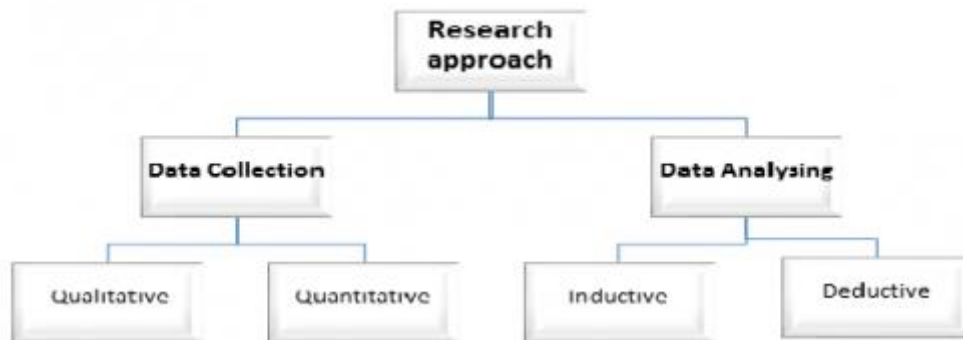 Research
approach
Data Collection
Data Analysing
Qualitative
Quantitative
Inductive
Deductive